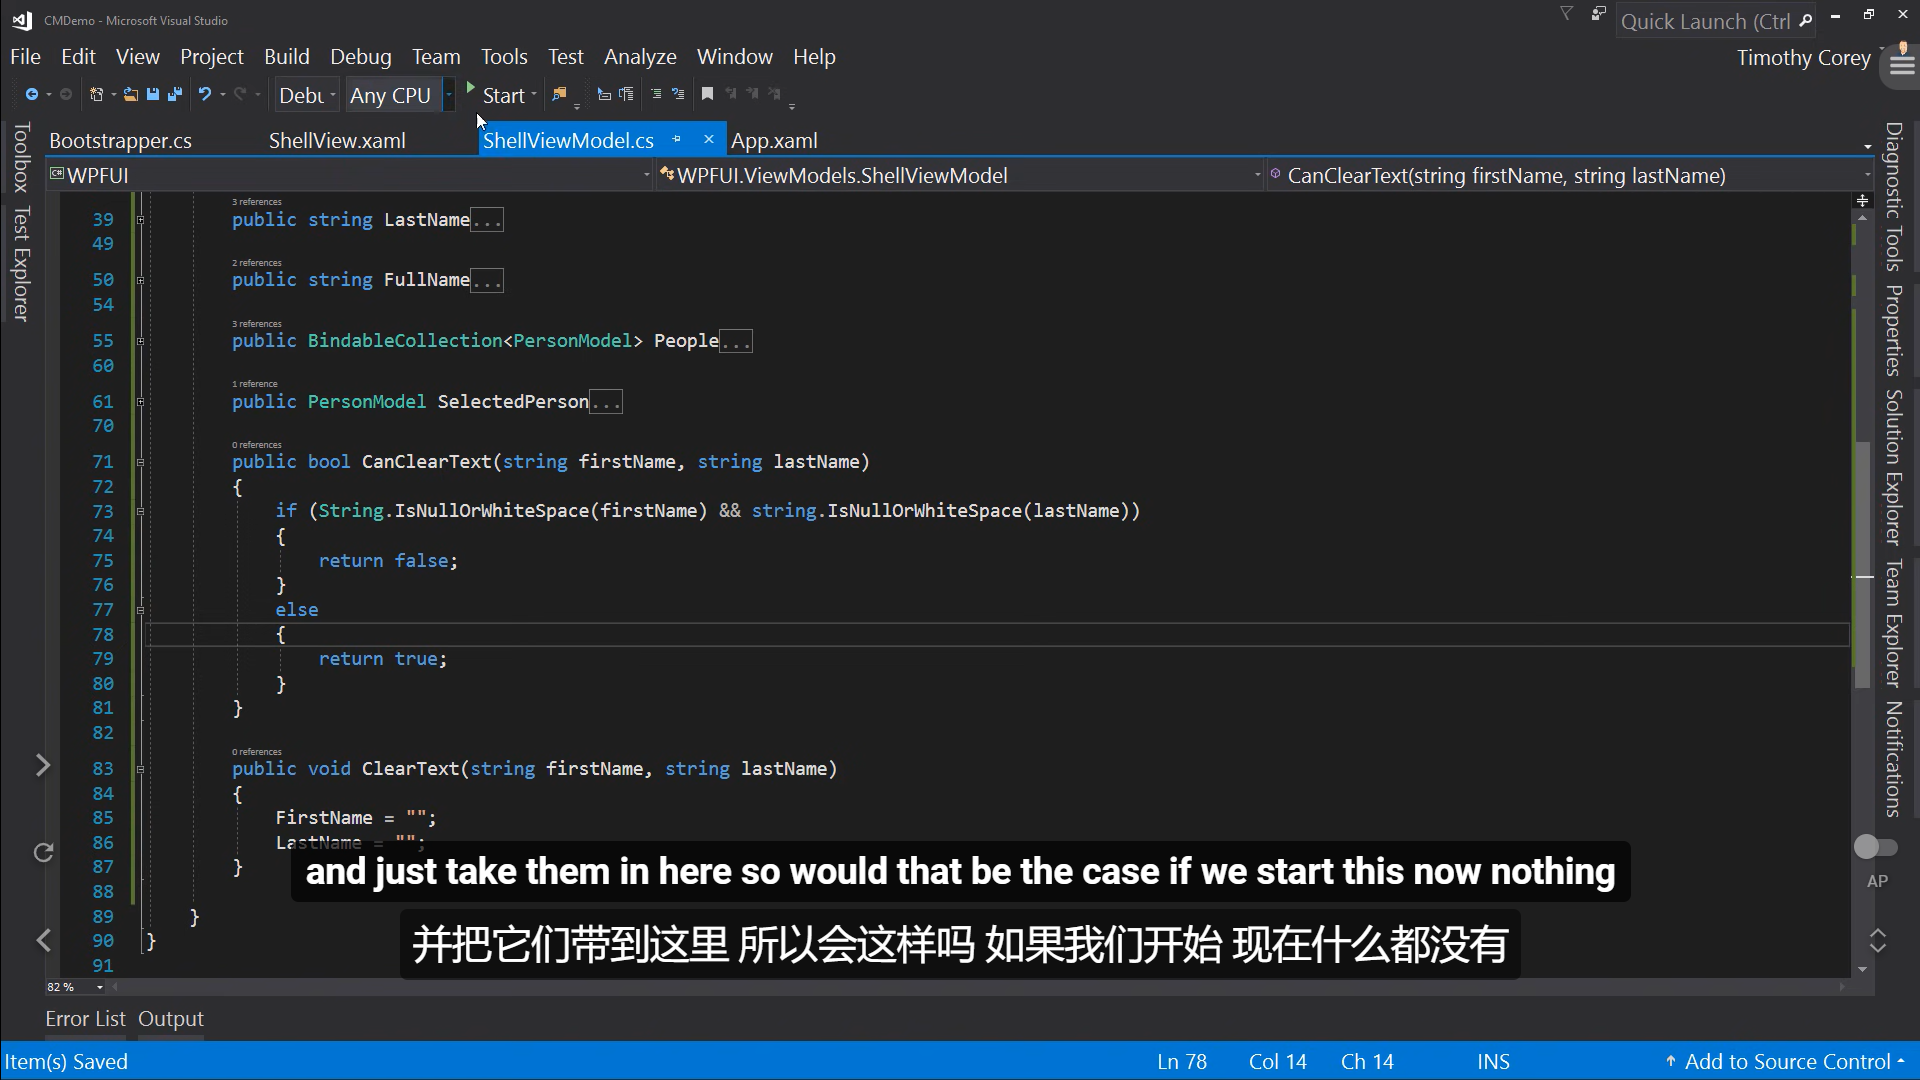 CMDemo - Microsoft Visual Studio
Quick Launch (Ctrl
File Edit View Project Build Debug Team Tools Test Analyze Window Help
Timothy Corey
Debu Any CPU Start
Bootstrapper.cs ShellView.xaml ShellViewModel.cs App.xaml
WPFUI WPFUI.ViewModels.ShellViewModel CanClearText(string firstName, string lastName)
Toolbox
Test Explorer
3 references
39 public string LastName...
49
2 references
50 public string FullName...
54
3 references
55 public BindableCollection<PersonModel> People...
60
1 reference
61 public PersonModel SelectedPerson...
70
0 references
71 public bool CanClearText(string firstName, string lastName)
72 {
73 if (String.IsNullOrWhiteSpace(firstName) && string.IsNullOrWhiteSpace(lastName))
74 {
75 return false;
76 }
77 else
78 {
79 return true;
80 }
81 }
82
0 references
83 public void ClearText(string firstName, string lastName)
84 {
85 FirstName = "";
86 LastName = "";
87 }
88
89 }
90 }
91
Diagnostic Tools
Properties
Solution Explorer
Team Explorer
Notifications
AP
and just take them in here so would that be the case if we start this now nothing
并把它们带到这里 所以会这样吗 如果我们开始 现在什么都没有
82 %
Error List Output
Item(s) Saved Ln 78 Col 14 Ch 14 INS Add to Source Control